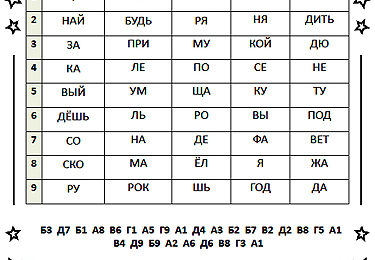 2 НАЙ БУДЬ РЯ НЯ ДИТЬ
3 ЗА ПРИ МУ КОЙ ДЮ
4 КА ЛЕ ПО СЕ НЕ
5 ВЫЙ УМ ЩА КУ ТУ
6 ДЁШЬ ЛЬ РО ВЫ ПОД
7 СО НА ДЕ ФА ВЕТ
8 СКО МА ЁЛ Я ЖА
9 РУ РОК ШЬ ГОД ДА
Б3 Д7 Б1 А8 В6 Г1 А5 Г9 А1 Д4 А3 Б2 Б7 В2 Д2 В8 Г5 А1
В4 Д9 Б9 А2 А6 Д6 В8 Г3 А1